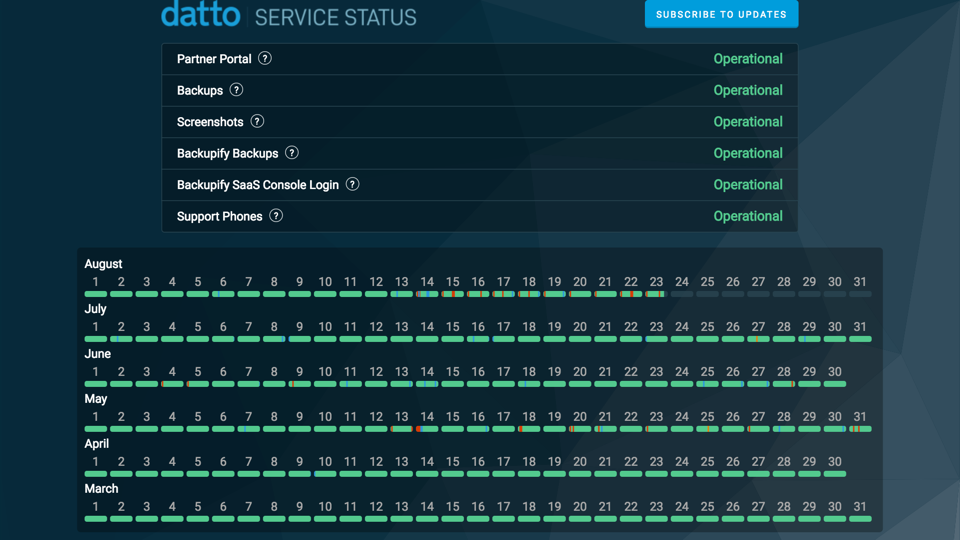 datto SERVICE STATUS
SUBSCRIBE TO UPDATES
Partner Portal ? Operational
Backups ? Operational
Screenshots ? Operational
Backupify Backups ? Operational
Backupify SaaS Console Login ? Operational
Support Phones ? Operational
August
1 2 3 4 5 6 7 8 9 10 11 12 13 14 15 16 17 18 19 20 21 22 23 24 25 26 27 28 29 30 31
July
1 2 3 4 5 6 7 8 9 10 11 12 13 14 15 16 17 18 19 20 21 22 23 24 25 26 27 28 29 30 31
June
1 2 3 4 5 6 7 8 9 10 11 12 13 14 15 16 17 18 19 20 21 22 23 24 25 26 27 28 29 30
May
1 2 3 4 5 6 7 8 9 10 11 12 13 14 15 16 17 18 19 20 21 22 23 24 25 26 27 28 29 30 31
April
1 2 3 4 5 6 7 8 9 10 11 12 13 14 15 16 17 18 19 20 21 22 23 24 25 26 27 28 29 30
March
1 2 3 4 5 6 7 8 9 10 11 12 13 14 15 16 17 18 19 20 21 22 23 24 25 26 27 28 29 30 31